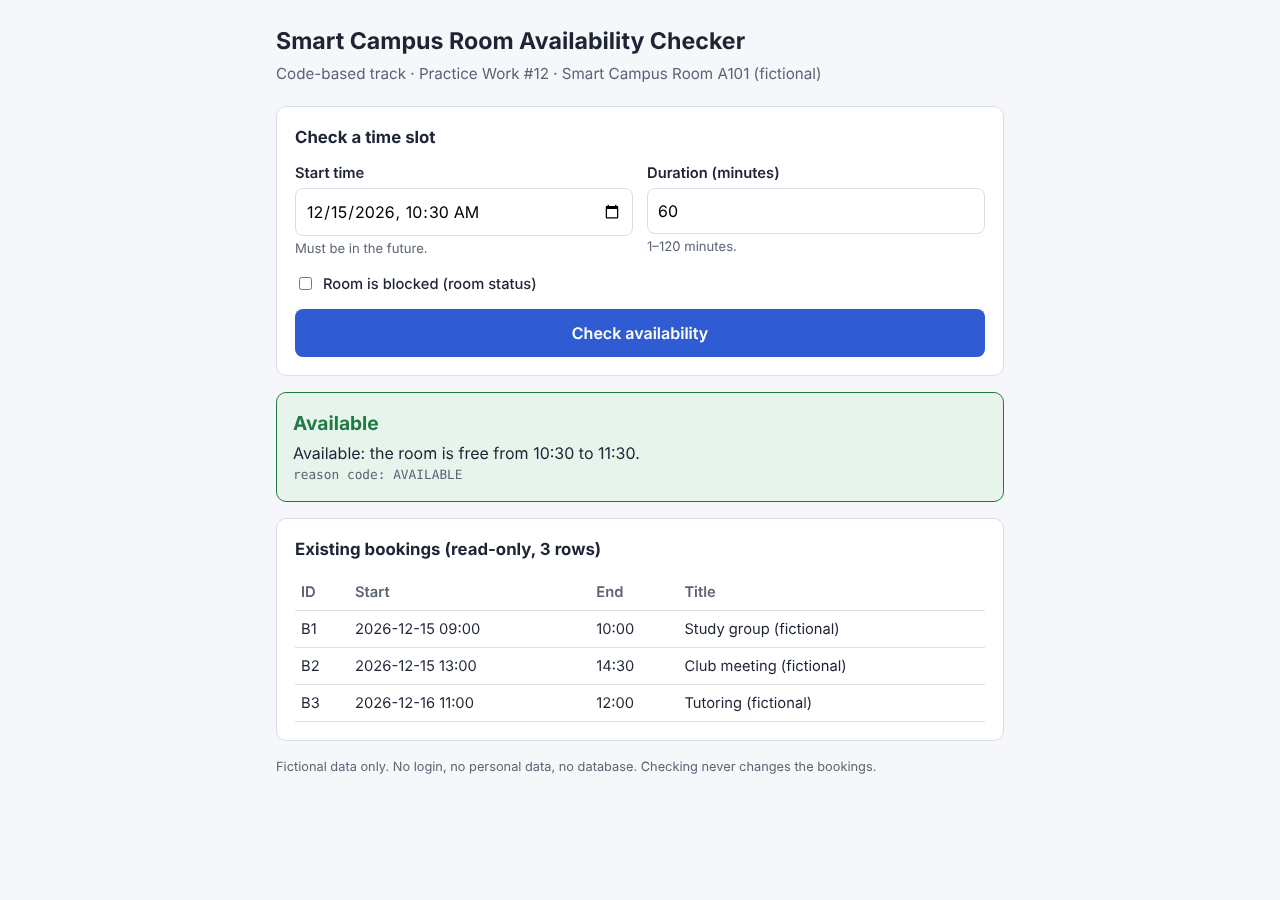 Smart Campus Room Availability Checker
Code-based track · Practice Work #12 · Smart Campus Room A101 (fictional)
Check a time slot
Start time
Duration (minutes)
12/15/2026, 10:30 AM
60
Must be in the future.
1–120 minutes.
Room is blocked (room status)
Check availability
Available
Available: the room is free from 10:30 to 11:30.
reason code: AVAILABLE
Existing bookings (read-only, 3 rows)
ID Start End Title
B1 2026-12-15 09:00 10:00 Study group (fictional)
B2 2026-12-15 13:00 14:30 Club meeting (fictional)
B3 2026-12-16 11:00 12:00 Tutoring (fictional)
Fictional data only. No login, no personal data, no database. Checking never changes the bookings.